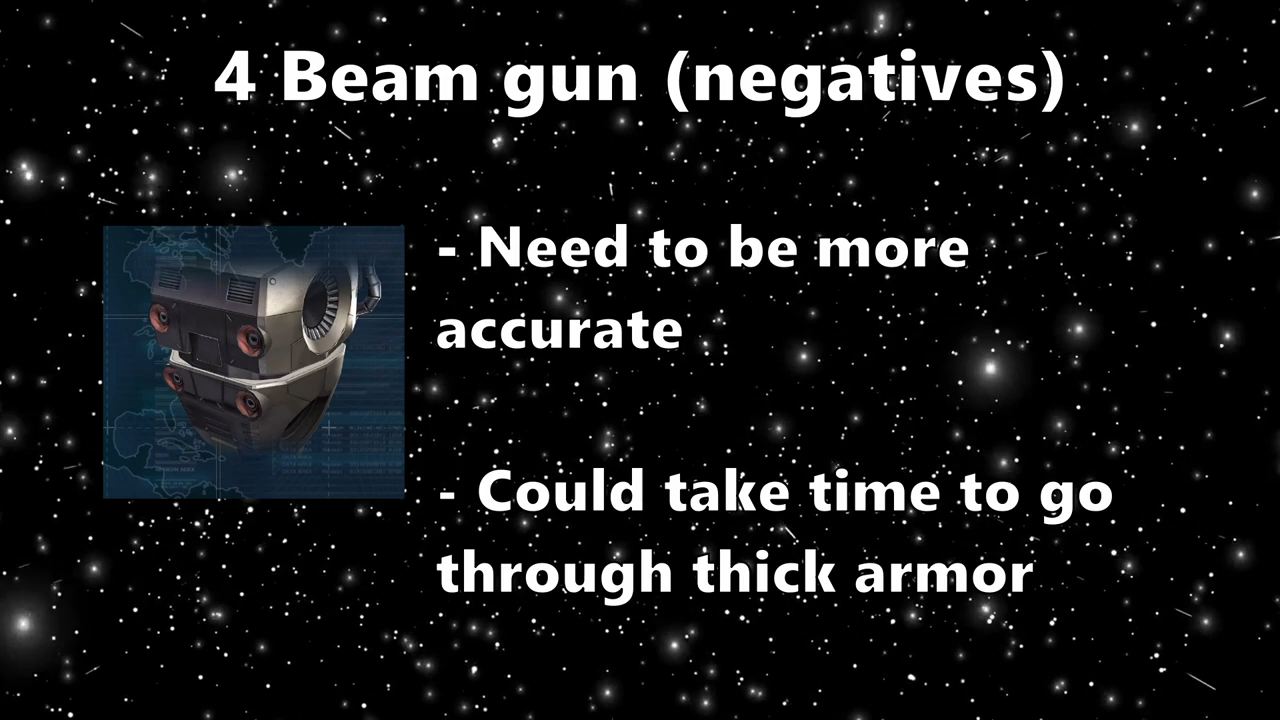 4 Beam gun (negatives)
- Need to be more
accurate
- Could take time to go
through thick armor